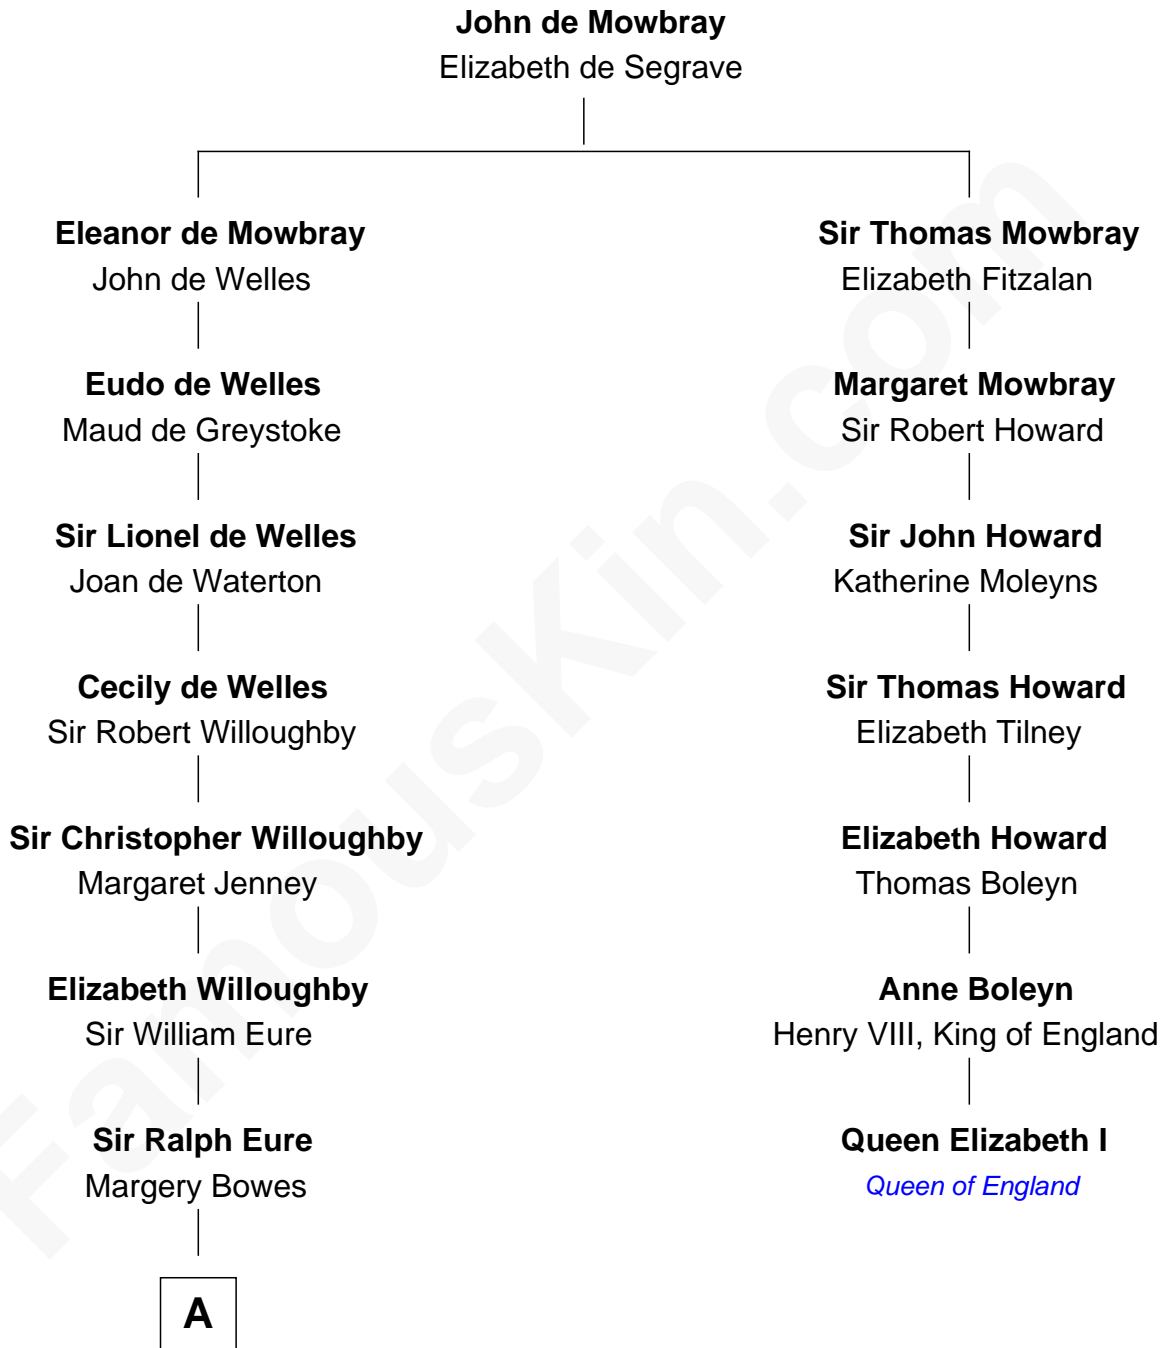 John de Mowbray
Elizabeth de Segrave
Eleanor de Mowbray
John de Welles
Sir Thomas Mowbray
Elizabeth Fitzalan
Eudo de Welles
Maud de Greystoke
Margaret Mowbray
Sir Robert Howard
Sir Lionel de Welles
Joan de Waterton
Sir John Howard
Katherine Moleyns
Cecily de Welles
Sir Robert Willoughby
Sir Thomas Howard
Elizabeth Tilney
Sir Christopher Willoughby
Margaret Jenney
Elizabeth Howard
Thomas Boleyn
Elizabeth Willoughby
Sir William Eure
Anne Boleyn
Henry VIII, King of England
Sir Ralph Eure
Margery Bowes
Queen Elizabeth I
Queen of England
A
FamousKin.com